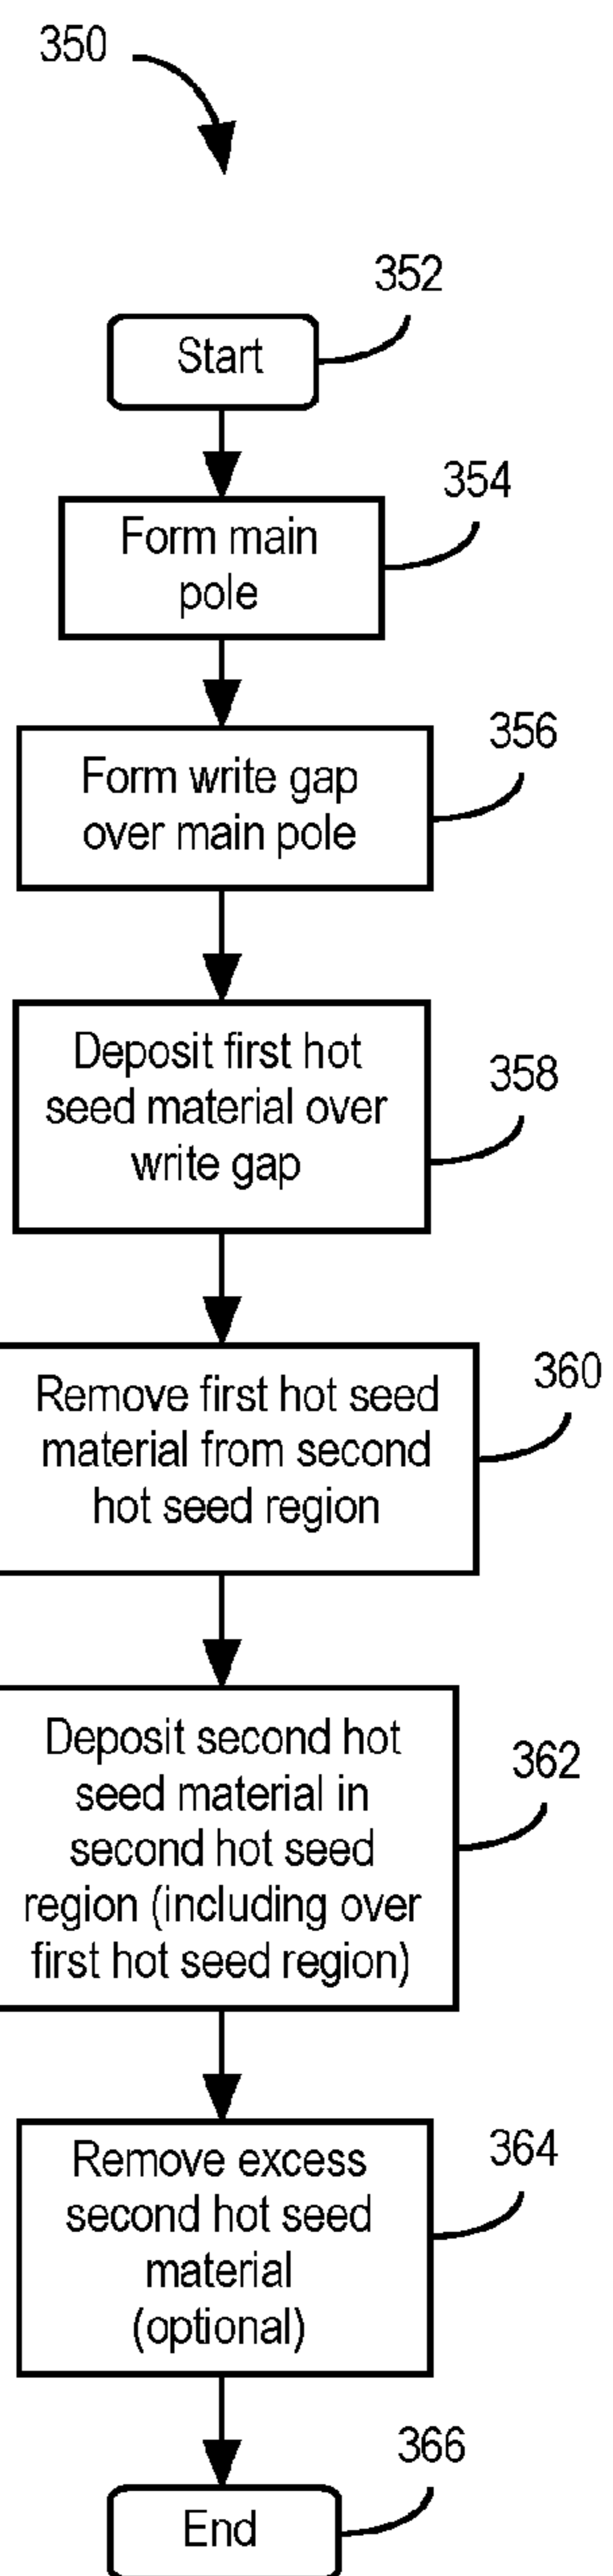 350
352
Start
354
Form main
pole
356
Form write gap
over main pole
358
Deposit first hot
seed material over
write gap
360
Remove first hot seed
material from second
hot seed region
362
Deposit second hot
seed material in
second hot seed
region (including over
first hot seed region)
364
Remove excess
second hot seed
material
(optional)
366
End